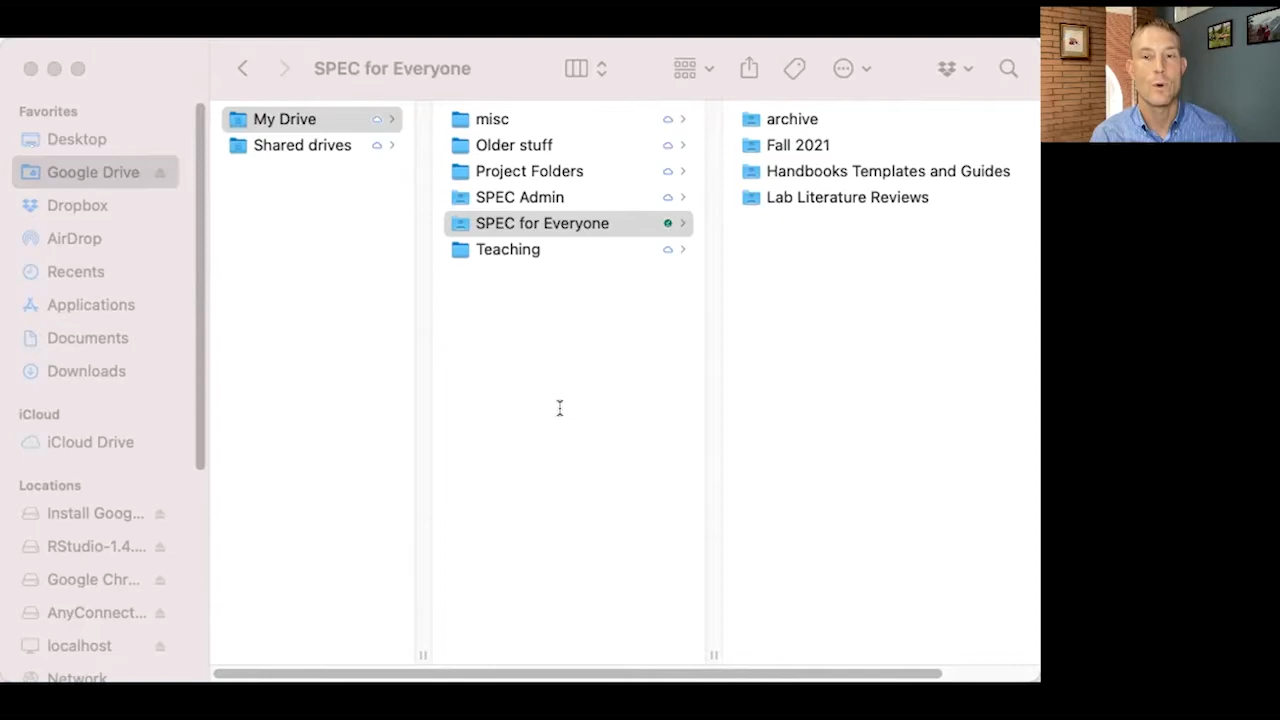 SPEC for Everyone
Favorites
Desktop
Google Drive
Dropbox
AirDrop
Recents
Applications
Documents
Downloads
iCloud
iCloud Drive
Locations
Install Goog...
RStudio-1.4....
Google Chr...
AnyConnect...
localhost
Network
My Drive
Shared drives
misc
Older stuff
Project Folders
SPEC Admin
SPEC for Everyone
Teaching
archive
Fall 2021
Handbooks Templates and Guides
Lab Literature Reviews